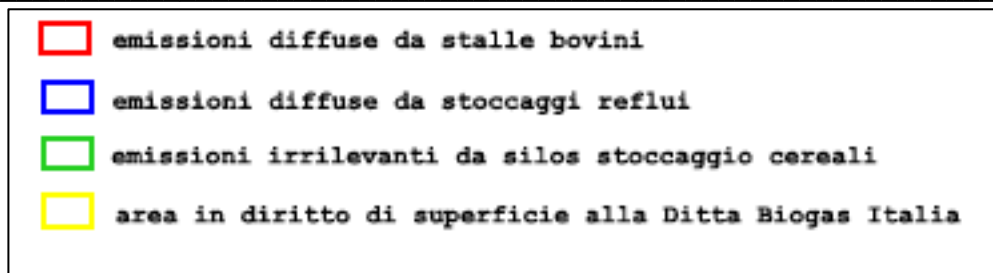 emissioni diffuse da stalle bovini
emissioni diffuse da stoccaggi reflui
emissioni irrilevanti da silos stoccaggio cereali
area in diritto di superficie alla Ditta Biogas Italia